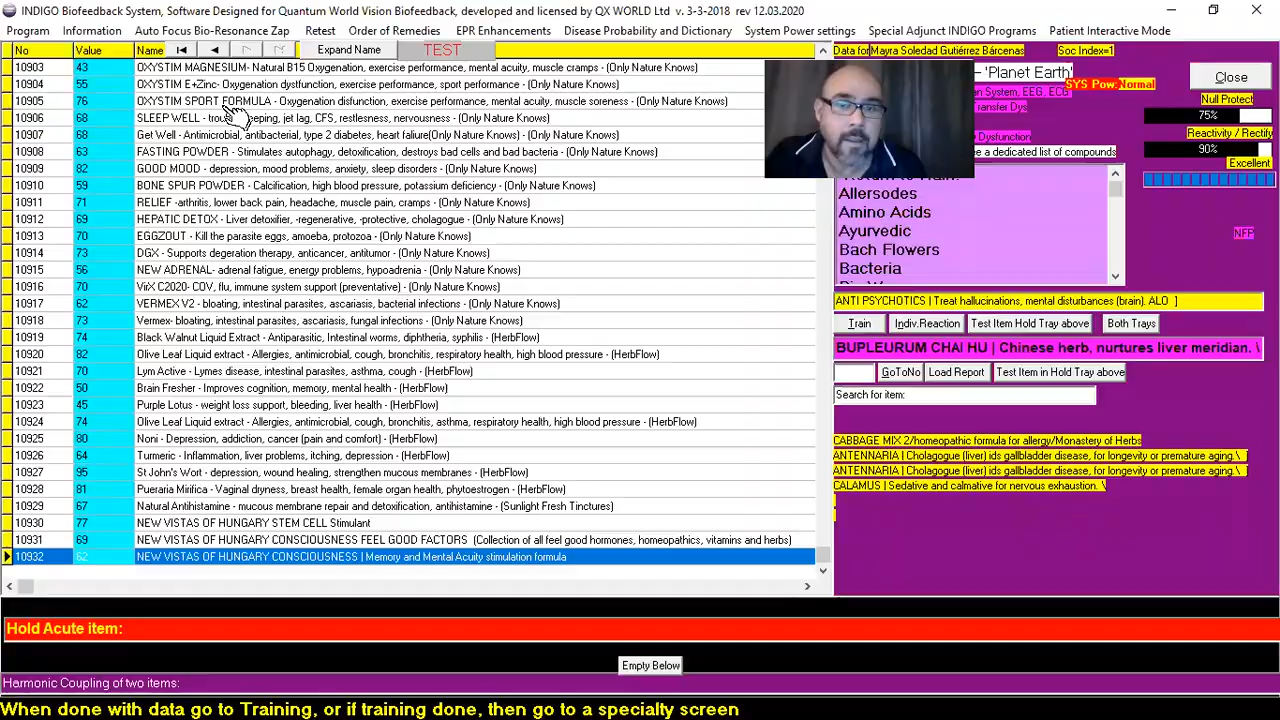 INDIGO Biofeedback System, Software Designed for Quantum World Vision Biofeedback, developed and licensed by QX WORLD Ltd v. 3-3-2018 rev 12.03.2020
Program Information Auto Focus Bio-Resonance Zap Retest Order of Remedies EPR Enhancements Disease Probability and Dictionary System Power settings Special Adjunct INDIGO Programs Patient Interactive Mode
No Value Name Expand Name TEST
10903 43 OXYSTIM MAGNESIUM- Natural B15 Oxygenation, exercise performance, mental acuity, muscle cramps - (Only Nature Knows)
10904 55 OXYSTIM E+Zinc- Oxygenation dystfunction, exercise performance, sport performance - (Only Nature Knows)
10905 76 OXYSTIM SPORT FORMULA - Oxygenation disfunction, exercise performance, mental acuity, muscle soreness - (Only Nature Knows)
10906 68 SLEEP WELL - jet lag, CFS, restlesness, nervousness - (Only Nature Knows)
10907 68 Get Well - Antimicrobial, antibacterial, type 2 diabetes, heart faliure(Only Nature Knows)
10908 63 FASTING POWDER - Stimulates autophagy, detoxification, destroys bad cells and bad bacteria - (Only Nature Knows)
10909 82 GOOD MOOD - depression, mood problems, anxiety, sleep disorders - (Only Nature Knows)
10910 59 BONE SPUR POWDER - Calcification, high blood pressure, potassium deficiency - (Only Nature Knows)
10911 71 RELIEF -arthritis, lower back pain, headache, muscle pain, cramps - (Only Nature Knows)
10912 69 HEPATIC DETOX - Liver detoxifier, -regenerative, -protective, cholagogue - (Only Nature Knows)
10913 70 EGGZOUT - Kill the parasite eggs, amoeba, protozoa - (Only Nature Knows)
10914 73 DGX - Supports degeration therapy, anticancer, antitumor - (Only Nature Knows)
10915 56 NEW ADRENAL- adrenal fatigue, energy problems, hypoadrenia - (Only Nature Knows)
10916 70 VirX C2020- COV, flu, immune system support (preventative) - (Only Nature Knows)
10917 62 VERMEX V2 - bloating, intestinal parasites, ascariasis, bacterial infections - (Only Nature Knows)
10918 73 Vermex- bloating, intestinal parasites, ascariasis, fungal infections - (Only Nature Knows)
10919 74 Black Walnut Liquid Extract - Antiparasitic, Intestinal worms, diphtheria, syphilis - (HerbFlow)
10920 82 Olive Leaf Liquid extract - Allergies, antimicrobial, cough, bronchitis, respiratory health, high blood pressure - (HerbFlow)
10921 70 Lym Active - Lymes disease, intestinal parasites, asthma, cough - (HerbFlow)
10922 50 Brain Fresher - Improves cognition, memory, mental health - (HerbFlow)
10923 45 Purple Lotus - weight loss support, bleeding, liver health - (HerbFlow)
10924 74 Olive Leaf Liquid extract - Allergies, antimicrobial, cough, bronchitis, asthma, respiratory health, high blood pressure - (HerbFlow)
10925 80 Noni - Depression, addiction, cancer (pain and comfort) - (HerbFlow)
10926 64 Turmeric - Inflammation, liver problems, itching, depression) - (HerbFlow)
10927 95 St John's Wort - depression, wound healing, strengthen mucous membranes - (HerbFlow)
10928 81 Pueraria Mirifica - Vaginal dryness, breast health, female organ health, phytoestrogen - (HerbFlow)
10929 67 Natural Antihistamine - mucous membrane repair and detoxification, antihistamine - (Sunlight Fresh Tinctures)
10930 77 NEW VISTAS OF HUNGARY STEM CELL Stimulant
10931 69 NEW VISTAS OF HUNGARY CONSCIOUSNESS FEEL GOOD FACTORS (Collection of all feel good hormones, homeopathics, vitamins and herbs)
10932 62 NEW VISTAS OF HUNGARY CONSCIOUSNESS | Memory and Mental Acuity stimulation formula
Hold Acute item:
Empty Below
Harmonic Coupling of two items:
When done with data go to Training, or if training done, then go to a specialty screen
Data for Mayra Soledad Gutiérrez Bárcenas Soc Index=1
- 'Planet Earth'
SYS Pow: Normal
System, EEG, ECG
Transfer Dys
Dysfunction
e a dedicated list of compounds
Close
Null Protect
75%
Reactivity / Rectify
90%
Excellent
NFP
Allersodes
Amino Acids
Ayurvedic
Bach Flowers
Bacteria
ANTI PSYCHOTICS | Treat hallucinations, mental disturbances (brain). ALO ]
Train Indiv.Reaction Test Item Hold Tray above Both Trays
BUPLEURUM CHAI HU | Chinese herb, nurtures liver meridian. \
GoToNo Load Report Test Item in Hold Tray above
Search for item:
CABBAGE MIX 2/homeopathic formula for allergy/Monastery of Herbs
ANTENNARIA | Cholagogue (liver) ids gallbladder disease, for longevity or premature aging.\
ANTENNARIA | Cholagogue (liver) ids gallbladder disease, for longevity or premature aging.\
CALAMUS | Sedative and calmative for nervous exhaustion. \